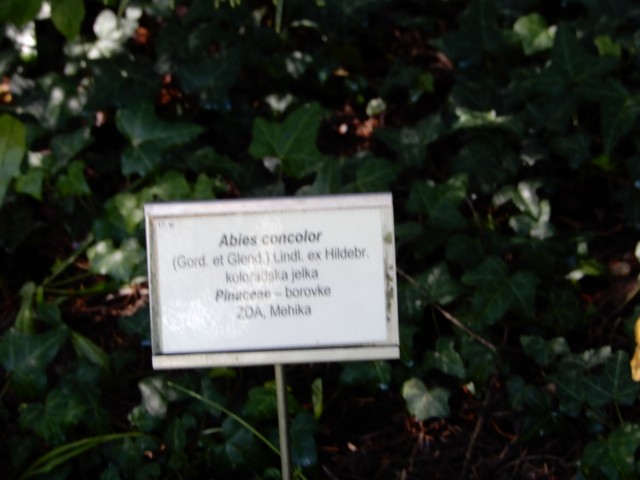 Abies concolor
(Gord. et Glend.) Lindl. ex Hildebr.
koloradska jelka
Pinaceae – borovke
ZDA, Mehika